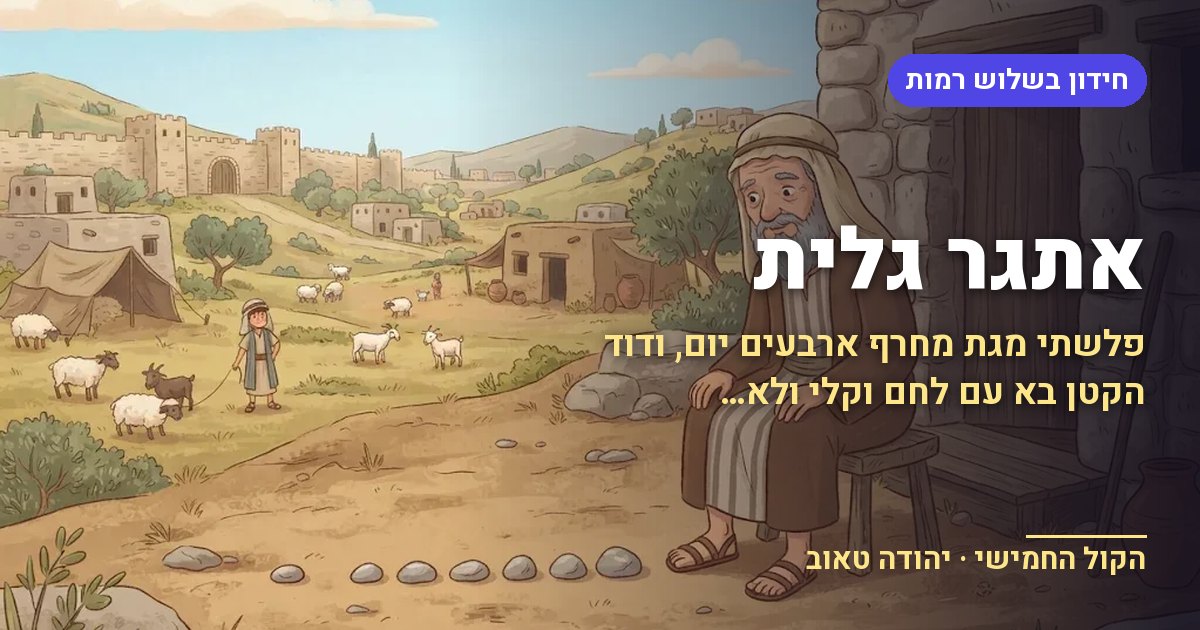 חידון בשלוש רמות
אתגר גלית
פלשתי מגת מחרף ארבעים יום, ודוד
הקטן בא עם לחם וקלי ולא...
הקול החמישי · יהודה טאוב